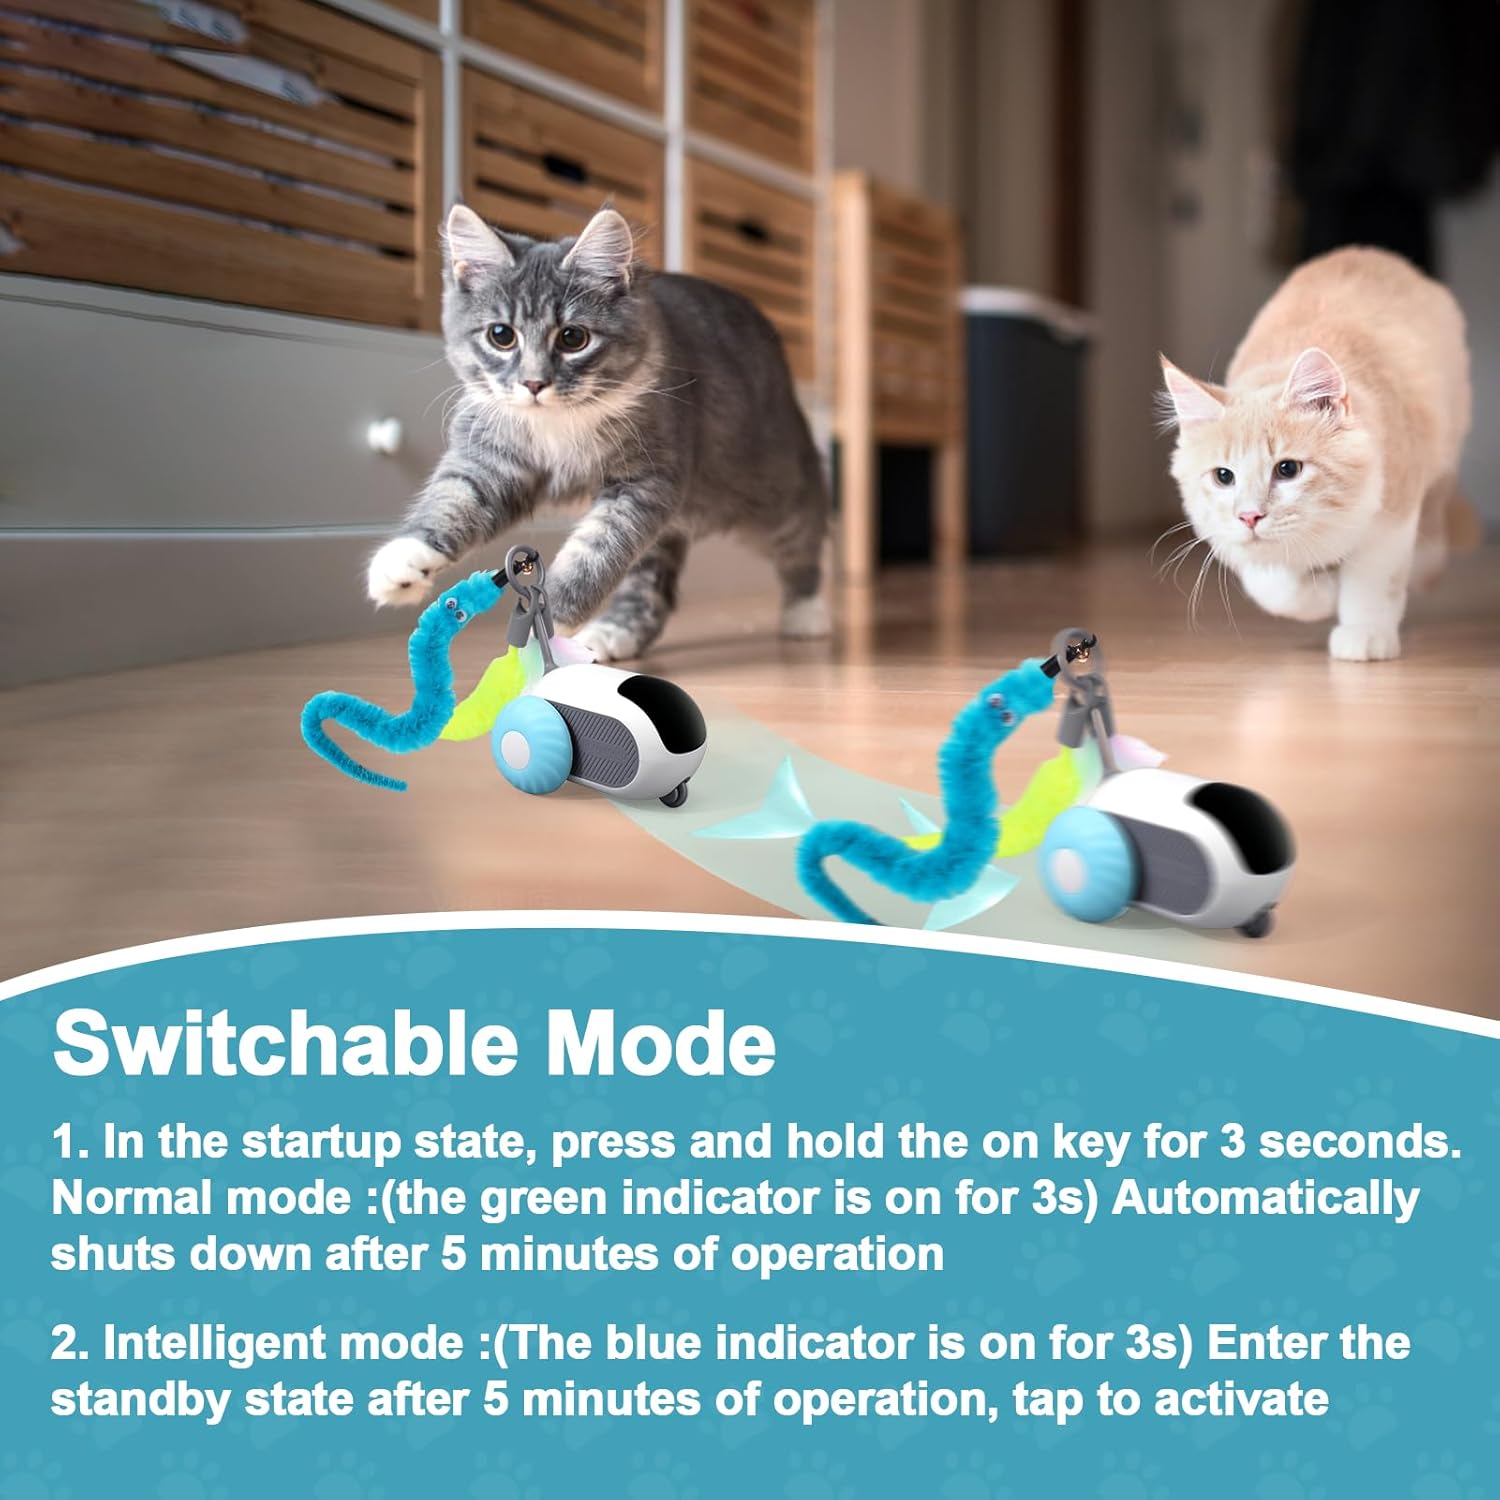 Switchable Mode
1. In the startup state, press and hold the on key for 3 seconds.
Normal mode :(the green indicator is on for 3s) Automatically
shuts down after 5 minutes of operation
2. Intelligent mode :(The blue indicator is on for 3s) Enter the
standby state after 5 minutes of operation, tap to activate